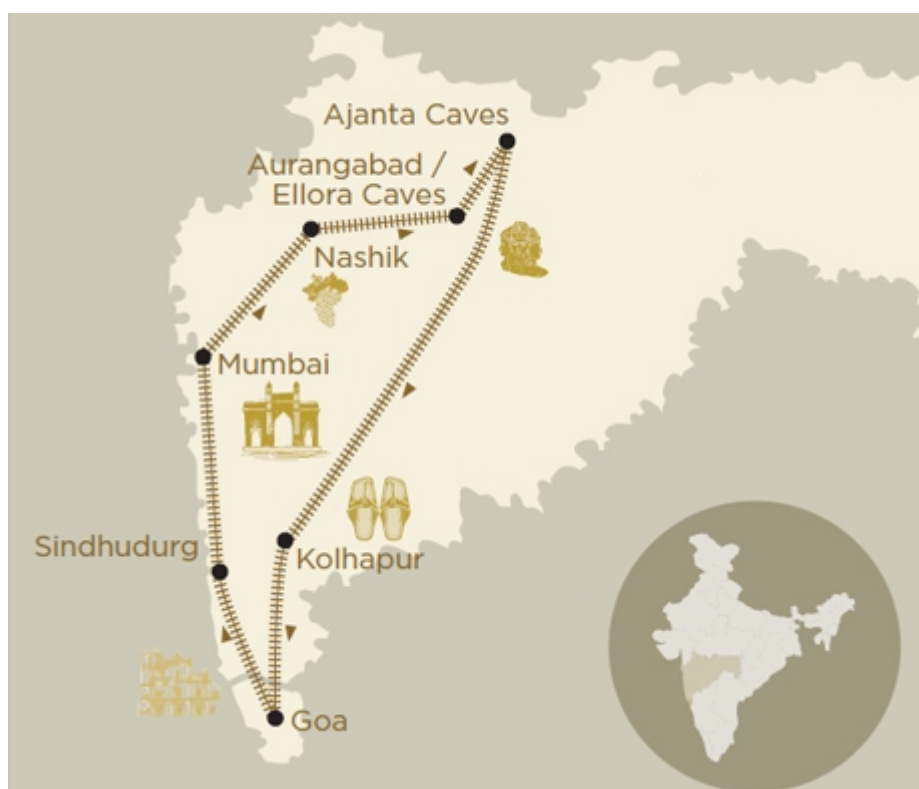 Ajanta Caves
Aurangabad /
Ellora Caves
Nashik
Mumbai
Sindhudurg
Kolhapur
Goa